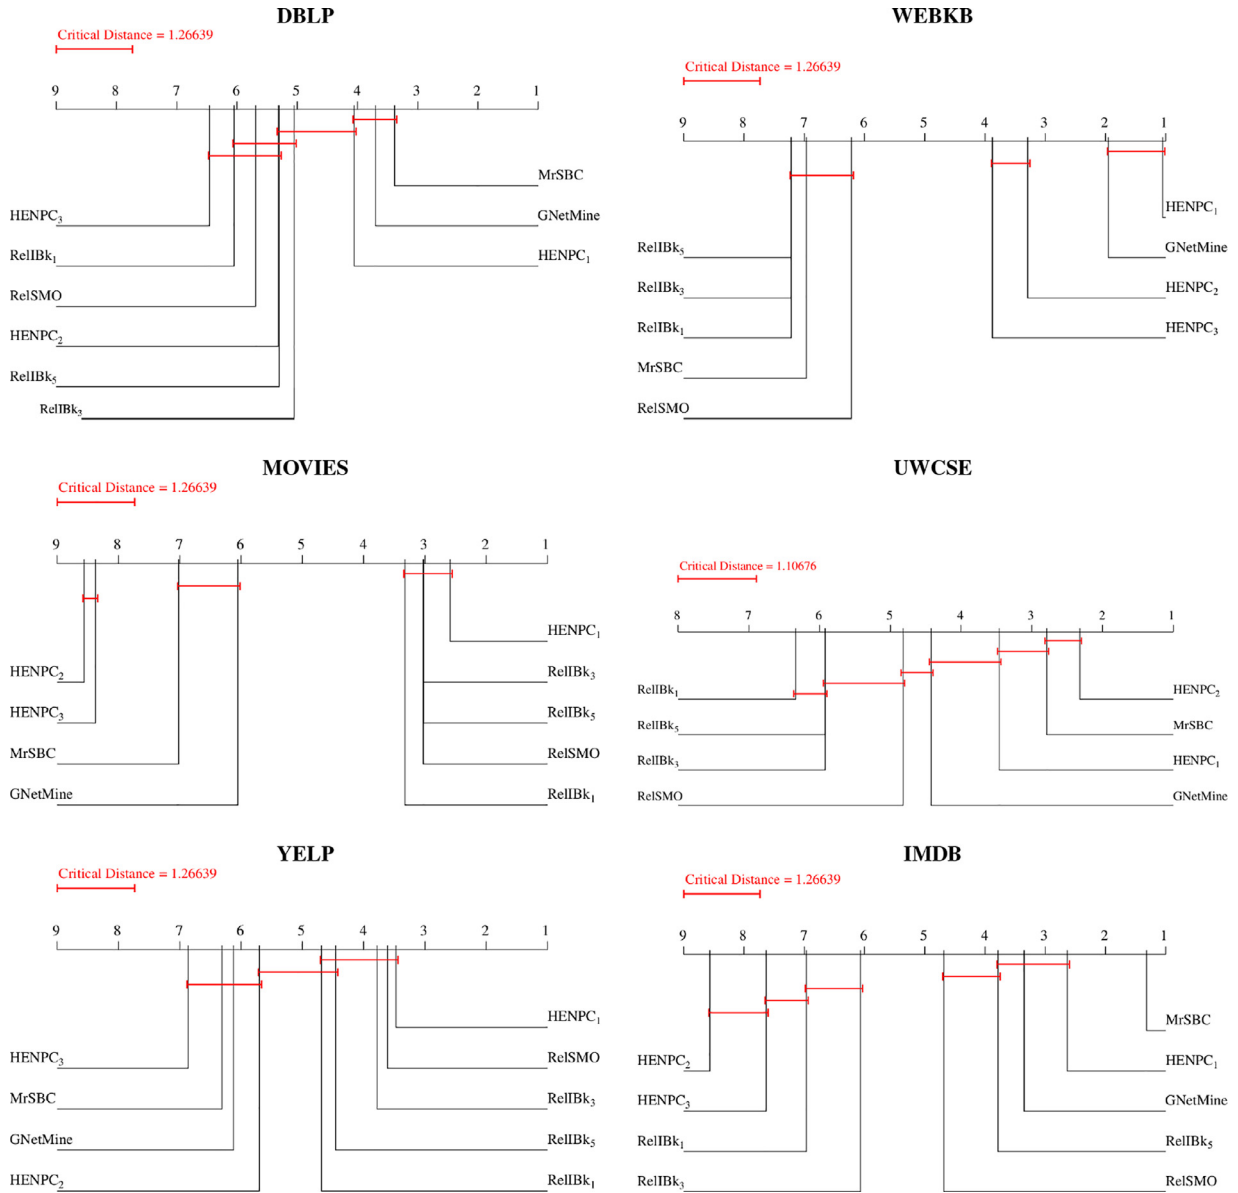 DBLP
Critical Distance = 1.26639
9 8 7 6 5 4 3 2 1
MrSBC
HENPC₃ GNetMine
RelIBk₁ HENPC₁
RelSMO
HENPC₂
RelIBk₅
RelIBk₃
WEBKB
Critical Distance = 1.26639
9 8 7 6 5 4 3 2 1
HENPC₁
RelIBk₅ GNetMine
RelIBk₃ HENPC₂
RelIBk₁ HENPC₃
MrSBC
RelSMO
MOVIES
Critical Distance = 1.26639
9 8 7 6 5 4 3 2 1
HENPC₁
HENPC₂ RelIBk₃
HENPC₃ RelIBk₅
MrSBC RelSMO
GNetMine RelIBk₁
UWCSE
Critical Distance = 1.10676
8 7 6 5 4 3 2 1
RelIBk₁ HENPC₂
RelIBk₅ MrSBC
RelIBk₃ HENPC₁
RelSMO GNetMine
YELP
Critical Distance = 1.26639
9 8 7 6 5 4 3 2 1
HENPC₁
HENPC₃ RelSMO
MrSBC RelIBk₃
GNetMine RelIBk₅
HENPC₂ RelIBk₁
IMDB
Critical Distance = 1.26639
9 8 7 6 5 4 3 2 1
MrSBC
HENPC₂ HENPC₁
HENPC₃ GNetMine
RelIBk₁ RelIBk₅
RelIBk₃ RelSMO